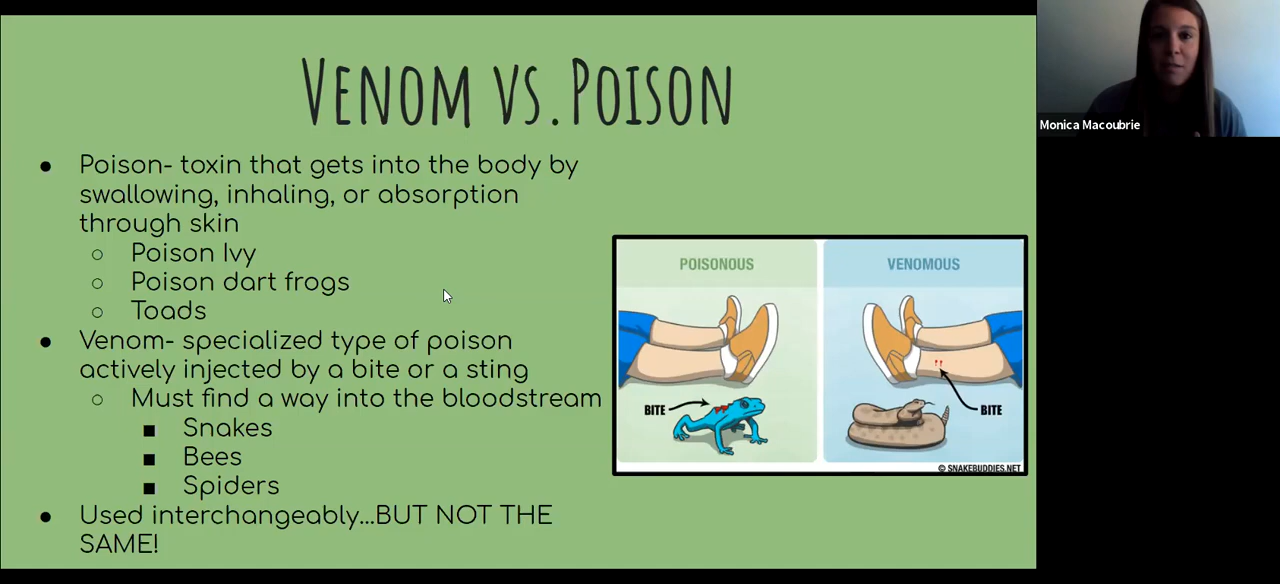 VENOM VS. POISON
Monica Macoubrie
● Poison- toxin that gets into the body by
swallowing, inhaling, or absorption
through skin
○ Poison Ivy
○ Poison dart frogs
○ Toads
● Venom- specialized type of poison
actively injected by a bite or a sting
○ Must find a way into the bloodstream
■ Snakes
■ Bees
■ Spiders
● Used interchangeably...BUT NOT THE
SAME!
POISONOUS
BITE
VENOMOUS
BITE
© SNAKEBUDDIES.NET